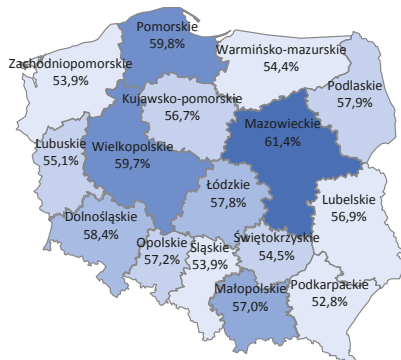 Pomorskie
59,8%
Warmińsko-mazurskie
54,4%
Zachodniopomorskie
53,9%
Podlaskie
57,9%
Kujawsko-pomorskie
56,7%
Mazowieckie
61,4%
Lubuskie
55,1%
Wielkopolskie
59,7%
Łódzkie
57,8%
Lubelskie
56,9%
Dolnośląskie
58,4%
Opolskie
57,2%
Śląskie
53,9%
Świętokrzyskie
54,5%
Małopolskie
57,0%
Podkarpackie
52,8%